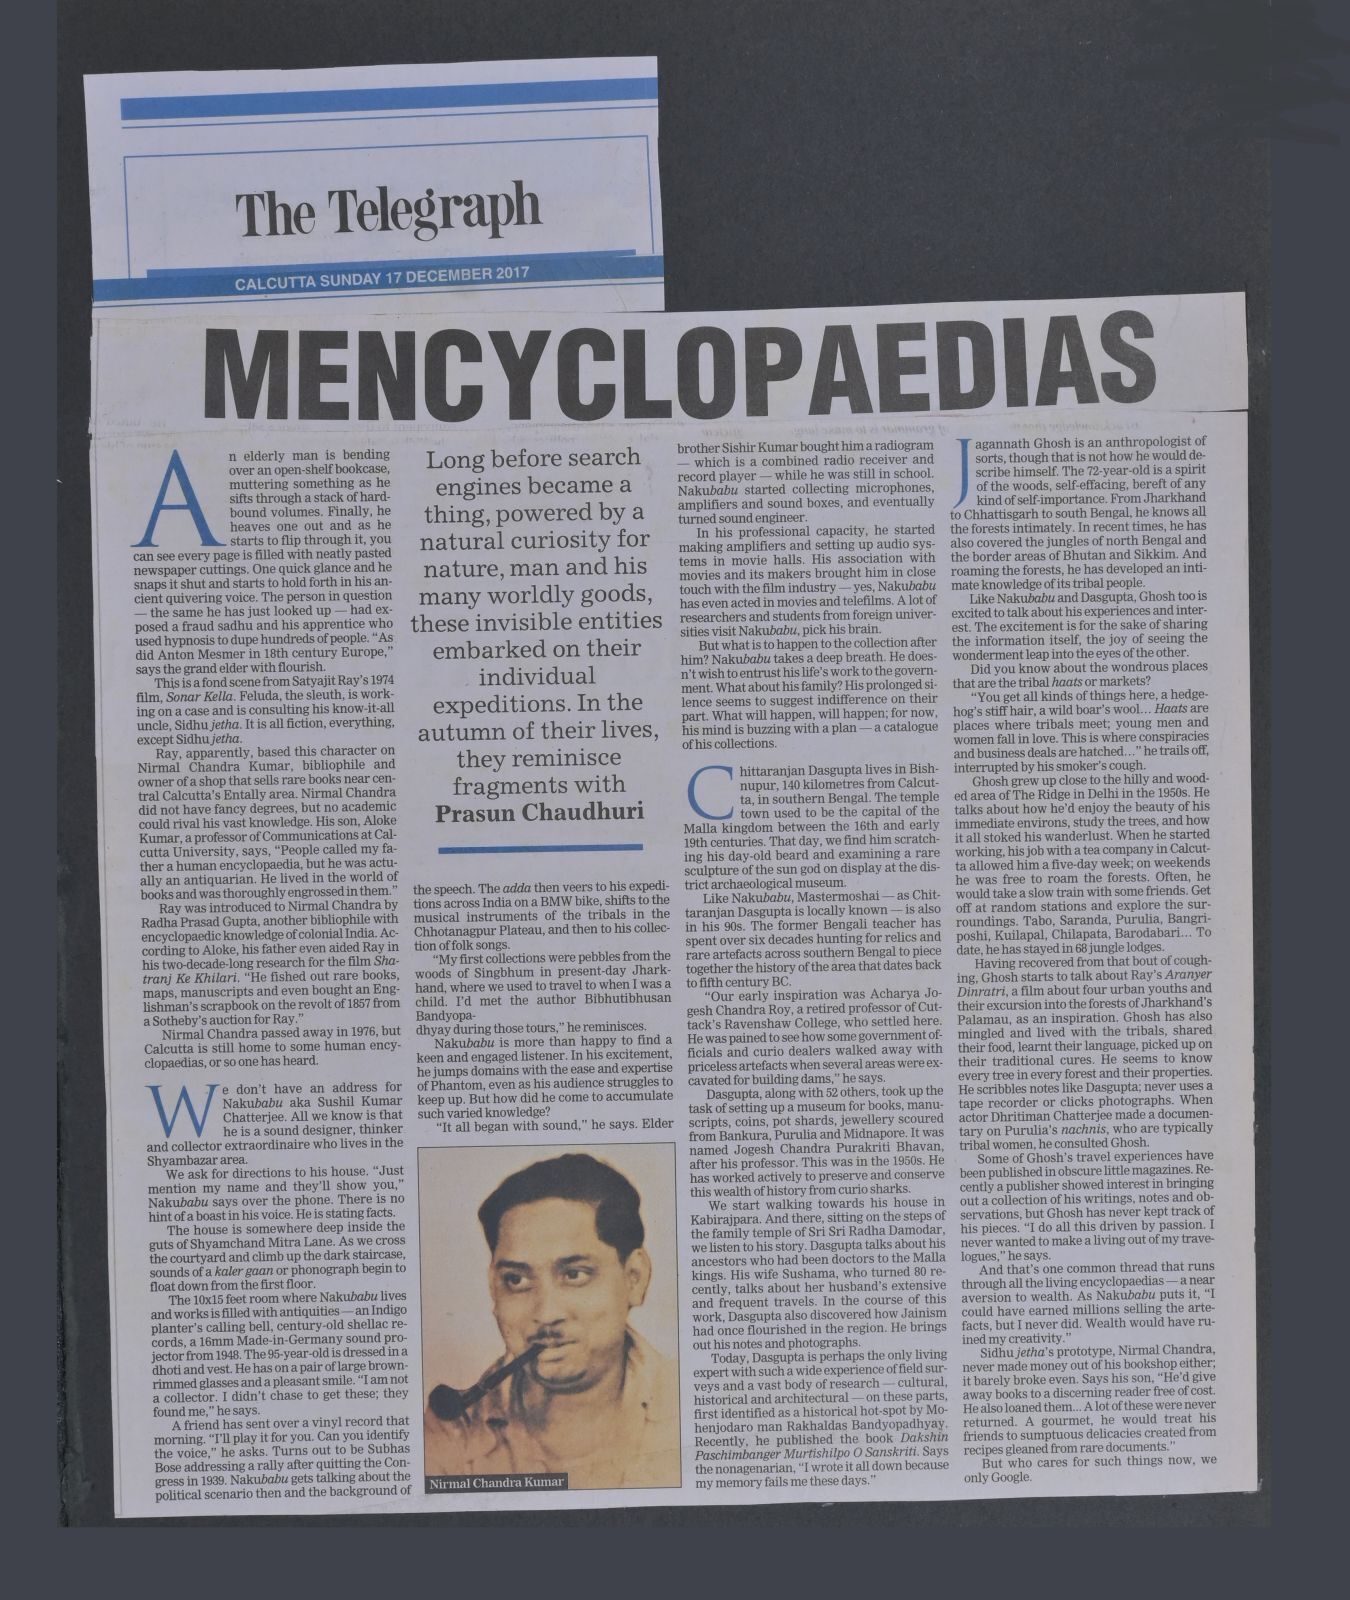 The Telegraph
CALCUTTA SUNDAY 17 DECEMBER 2017
MENCYCLOPAEDIAS
An elderly man is bending
over an open-shelf bookcase,
muttering something as he
sifts through a stack of hard-
bound volumes. Finally, he
heaves one out and as he
starts to flip through it, you
can see every page is filled with neatly pasted
newspaper cuttings. One quick glance and he
snaps it shut and starts to hold forth in his an-
cient quivering voice. The person in question
— the same he has just looked up — had ex-
posed a fraud sadhu and his apprentice who
used hypnosis to dupe hundreds of people. “As
did Anton Mesmer in 18th century Europe,”
says the grand elder with flourish.
This is a fond scene from Satyajit Ray's 1974
film, Sonar Kella. Feluda, the sleuth, is work-
ing on a case and is consulting his know-it-all
uncle, Sidhu jetha. It is all fiction, everything,
except Sidhu jetha.
Ray, apparently, based this character on
Nirmal Chandra Kumar, bibliophile and
owner of a shop that sells rare books near cen-
tral Calcutta's Entally area. Nirmal Chandra
did not have fancy degrees, but no academic
could rival his vast knowledge. His son, Aloke
Kumar, a professor of Communications at Cal-
cutta University, says, “People called my fa-
ther a human encyclopaedia, but he was actu-
ally an antiquarian. He lived in the world of
books and was thoroughly engrossed in them.”
Ray was introduced to Nirmal Chandra by
Radha Prasad Gupta, another bibliophile with
encyclopaedic knowledge of colonial India. Ac-
cording to Aloke, his father even aided Ray in
his two-decade-long research for the film Sha-
tranj Ke Khilari. “He fished out rare books,
maps, manuscripts and even bought an Eng-
lishman's scrapbook on the revolt of 1857 from
a Sotheby's auction for Ray.”
Nirmal Chandra passed away in 1976, but
Calcutta is still home to some human ency-
clopaedias, or so one has heard.
We don't have an address for
Nakubabu aka Sushil Kumar
Chatterjee. All we know is that
he is a sound designer, thinker
and collector extraordinaire who lives in the
Shyambazar area.
We ask for directions to his house. “Just
mention my name and they'll show you,”
Nakubabu says over the phone. There is no
hint of a boast in his voice. He is stating facts.
The house is somewhere deep inside the
guts of Shyamchand Mitra Lane. As we cross
the courtyard and climb up the dark staircase,
sounds of a kaler gaan or phonograph begin to
float down from the first floor.
The 10x15 feet room where Nakubabu lives
and works is filled with antiquities — an Indigo
planter's calling bell, century-old shellac re-
cords, a 16mm Made-in-Germany sound pro-
jector from 1948. The 95-year-old is dressed in a
dhoti and vest. He has on a pair of large brown-
rimmed glasses and a pleasant smile. “I am not
a collector. I didn't chase to get these; they
found me,” he says.
A friend has sent over a vinyl record that
morning. “I'll play it for you. Can you identify
the voice,” he asks. Turns out to be Subhas
Bose addressing a rally after quitting the Con-
gress in 1939. Nakubabu gets talking about the
political scenario then and the background of
Long before search
engines became a
thing, powered by a
natural curiosity for
nature, man and his
many worldly goods,
these invisible entities
embarked on their
individual
expeditions. In the
autumn of their lives,
they reminisce
fragments with
Prasun Chaudhuri
the speech. The adda then veers to his expedi-
tions across India on a BMW bike, shifts to the
musical instruments of the tribals in the
Chhotanagpur Plateau, and then to his collec-
tion of folk songs.
“My first collections were pebbles from the
woods of Singbhum in present-day Jhark-
hand, where we used to travel to when I was a
child. I'd met the author Bibhutibhusan
Bandyopa-
dhyay during those tours,” he reminisces.
Nakubabu is more than happy to find a
keen and engaged listener. In his excitement,
he jumps domains with the ease and expertise
of Phantom, even as his audience struggles to
keep up. But how did he come to accumulate
such varied knowledge?
“It all began with sound,” he says. Elder
Nirmal Chandra Kumar
brother Sishir Kumar bought him a radiogram
— which is a combined radio receiver and
record player — while he was still in school.
Nakubabu started collecting microphones,
amplifiers and sound boxes, and eventually
turned sound engineer.
In his professional capacity, he started
making amplifiers and setting up audio sys-
tems in movie halls. His association with
movies and its makers brought him in close
touch with the film industry — yes, Nakubabu
has even acted in movies and telefilms. A lot of
researchers and students from foreign univer-
sities visit Nakubabu, pick his brain.
But what is to happen to the collection after
him? Nakubabu takes a deep breath. He does-
n't wish to entrust his life's work to the govern-
ment. What about his family? His prolonged si-
lence seems to suggest indifference on their
part. What will happen, will happen; for now,
his mind is buzzing with a plan — a catalogue
of his collections.
Chittaranjan Dasgupta lives in Bish-
nupur, 140 kilometres from Calcut-
ta, in southern Bengal. The temple
town used to be the capital of the
Malla kingdom between the 16th and early
19th centuries. That day, we find him scratch-
ing his day-old beard and examining a rare
sculpture of the sun god on display at the dis-
trict archaeological museum.
Like Nakubabu, Mastermoshai — as Chit-
taranjan Dasgupta is locally known — is also
in his 90s. The former Bengali teacher has
spent over six decades hunting for relics and
rare artefacts across southern Bengal to piece
together the history of the area that dates back
to fifth century BC.
“Our early inspiration was Acharya Jo-
gesh Chandra Roy, a retired professor of Cut-
tack's Ravenshaw College, who settled here.
He was pained to see how some government of-
ficials and curio dealers walked away with
priceless artefacts when several areas were ex-
cavated for building dams,” he says.
Dasgupta, along with 52 others, took up the
task of setting up a museum for books, manu-
scripts, coins, pot shards, jewellery scoured
from Bankura, Purulia and Midnapore. It was
named Jogesh Chandra Purakriti Bhavan,
after his professor. This was in the 1950s. He
has worked actively to preserve and conserve
this wealth of history from curio sharks.
We start walking towards his house in
Kabirajpara. And there, sitting on the steps of
the family temple of Sri Sri Radha Damodar,
we listen to his story. Dasgupta talks about his
ancestors who had been doctors to the Malla
kings. His wife Sushama, who turned 80 re-
cently, talks about her husband's extensive
and frequent travels. In the course of this
work, Dasgupta also discovered how Jainism
had once flourished in the region. He brings
out his notes and photographs.
Today, Dasgupta is perhaps the only living
expert with such a wide experience of field sur-
veys and a vast body of research — cultural,
historical and architectural — on these parts,
first identified as a historical hot-spot by Mo-
henjodaro man Rakhaldas Bandyopadhyay.
Recently, he published the book Dakshin
Paschimbanger Murtishilpo O Sanskriti. Says
the nonagenarian, “I wrote it all down because
my memory fails me these days.”
Jagannath Ghosh is an anthropologist of
sorts, though that is not how he would de-
scribe himself. The 72-year-old is a spirit
of the woods, self-effacing, bereft of any
kind of self-importance. From Jharkhand
to Chhattisgarh to south Bengal, he knows all
the forests intimately. In recent times, he has
also covered the jungles of north Bengal and
the border areas of Bhutan and Sikkim. And
roaming the forests, he has developed an inti-
mate knowledge of its tribal people.
Like Nakubabu and Dasgupta, Ghosh too is
excited to talk about his experiences and inter-
est. The excitement is for the sake of sharing
the information itself, the joy of seeing the
wonderment leap into the eyes of the other.
Did you know about the wondrous places
that are the tribal haats or markets?
“You get all kinds of things here, a hedge-
hog's stiff hair, a wild boar's wool... Haats are
places where tribals meet; young men and
women fall in love. This is where conspiracies
and business deals are hatched...” he trails off,
interrupted by his smoker's cough.
Ghosh grew up close to the hilly and wood-
ed area of The Ridge in Delhi in the 1950s. He
talks about how he'd enjoy the beauty of his
immediate environs, study the trees, and how
it all stoked his wanderlust. When he started
working, his job with a tea company in Calcut-
ta allowed him a five-day week; on weekends
he was free to roam the forests. Often, he
would take a slow train with some friends. Get
off at random stations and explore the sur-
roundings. Tabo, Saranda, Purulia, Bangri-
poshi, Kuilapal, Chilapata, Barodabari... To
date, he has stayed in 68 jungle lodges.
Having recovered from that bout of cough-
ing, Ghosh starts to talk about Ray's Aranyer
Dinratri, a film about four urban youths and
their excursion into the forests of Jharkhand's
Palamau, as an inspiration. Ghosh has also
mingled and lived with the tribals, shared
their food, learnt their language, picked up on
their traditional cures. He seems to know
every tree in every forest and their properties.
He scribbles notes like Dasgupta; never uses a
tape recorder or clicks photographs. When
actor Dhritiman Chatterjee made a documen-
tary on Purulia's nachnis, who are typically
tribal women, he consulted Ghosh.
Some of Ghosh's travel experiences have
been published in obscure little magazines. Re-
cently a publisher showed interest in bringing
out a collection of his writings, notes and ob-
servations, but Ghosh has never kept track of
his pieces. “I do all this driven by passion. I
never wanted to make a living out of my trave-
logues,” he says.
And that's one common thread that runs
through all the living encyclopaedias — a near
aversion to wealth. As Nakubabu puts it, “I
could have earned millions selling the arte-
facts, but I never did. Wealth would have ru-
ined my creativity.”
Sidhu jetha's prototype, Nirmal Chandra,
never made money out of his bookshop either;
it barely broke even. Says his son, “He'd give
away books to a discerning reader free of cost.
He also loaned them... A lot of these were never
returned. A gourmet, he would treat his
friends to sumptuous delicacies created from
recipes gleaned from rare documents.”
But who cares for such things now, we
only Google.